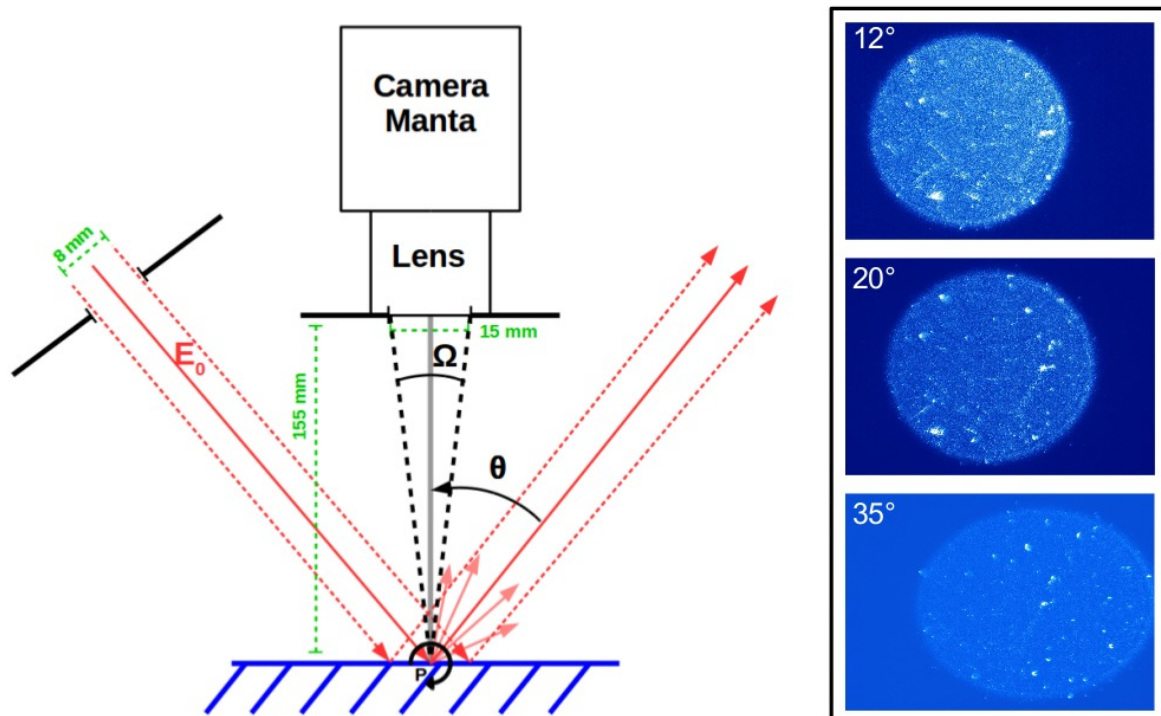 Camera
Manta
Lens
8 mm
E0
15 mm
Ω
155 mm
θ
P
12°
20°
35°